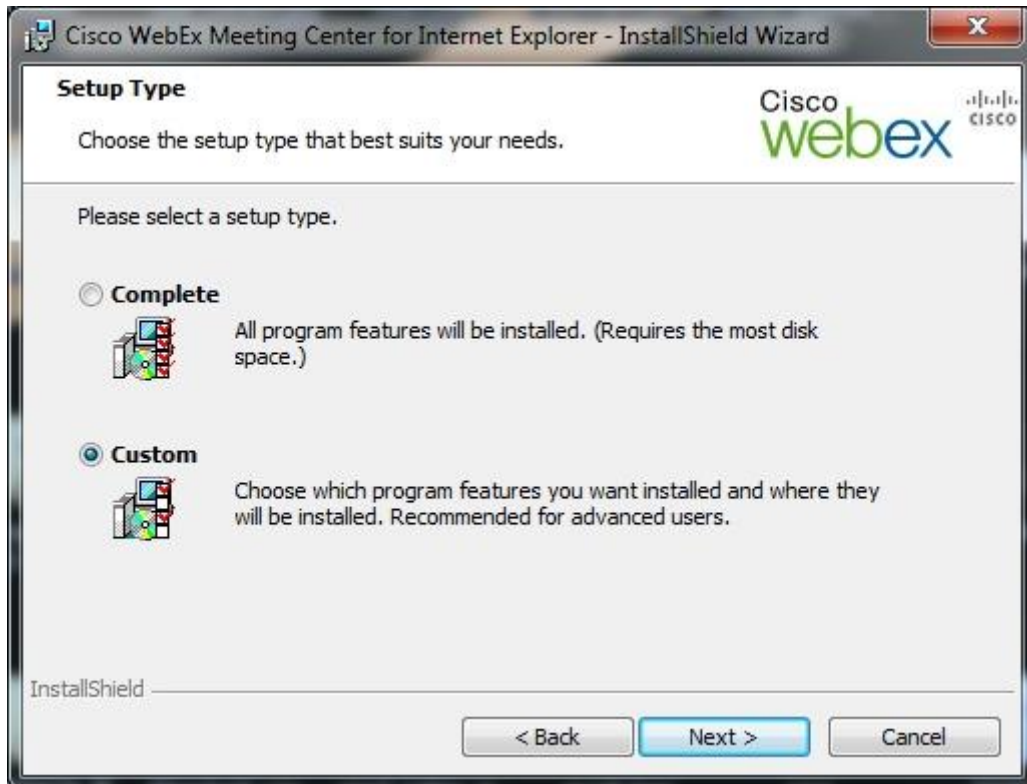 Cisco WebEx Meeting Center for Internet Explorer - InstallShield Wizard
Setup Type
Choose the setup type that best suits your needs.
Cisco
webex
cisco
Please select a setup type.
Complete
All program features will be installed. (Requires the most disk
space.)
Custom
Choose which program features you want installed and where they
will be installed. Recommended for advanced users.
InstallShield
< Back
Next >
Cancel